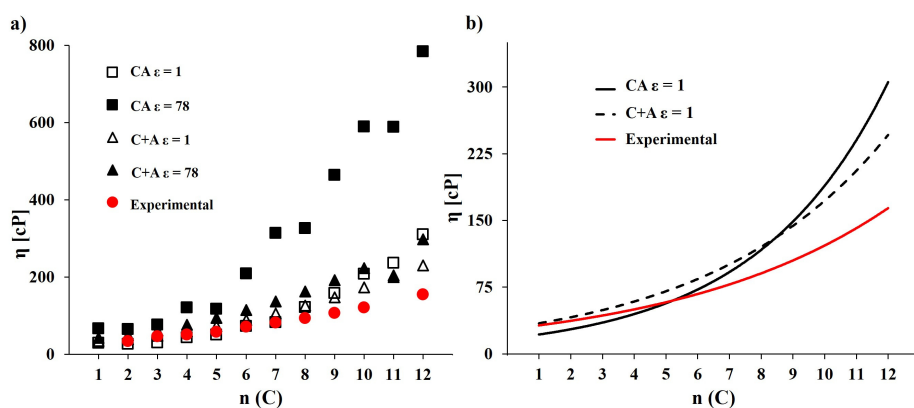 a)
800
600
400
200
0
η [cP]
CA ε = 1
CA ε = 78
C+A ε = 1
C+A ε = 78
Experimental
1 2 3 4 5 6 7 8 9 10 11 12
n (C)
b)
300
225
150
75
0
η [cP]
CA ε = 1
C+A ε = 1
Experimental
1 2 3 4 5 6 7 8 9 10 11 12
n (C)